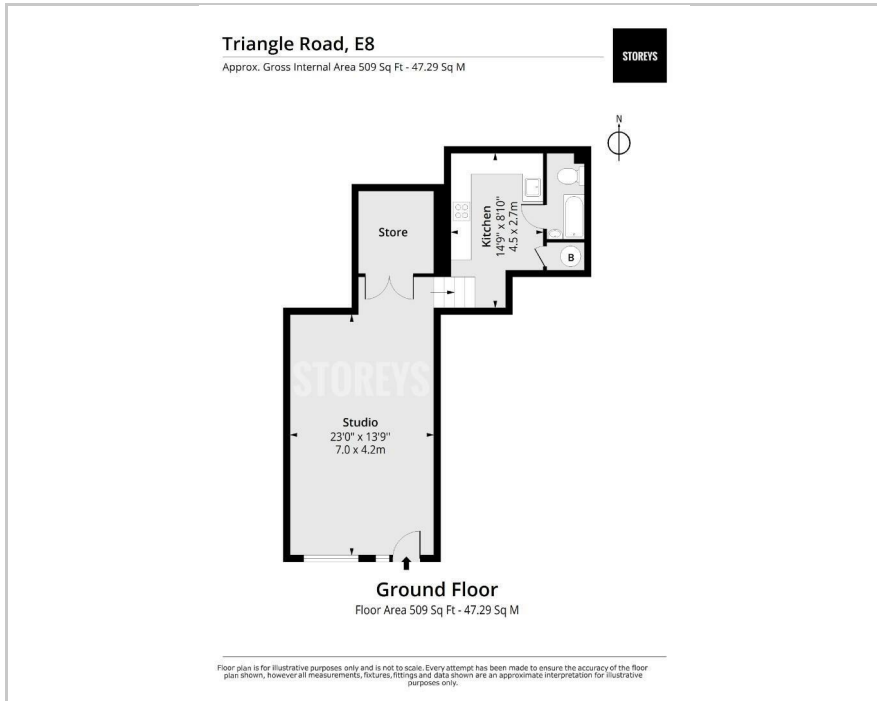 Triangle Road, E8
Approx. Gross Internal Area 509 Sq Ft - 47.29 Sq M
STOREYS
N
Kitchen
14'9" x 8'10"
4.5 x 2.7m
Store
B
STOREYS
Studio
23'0" x 13'9"
7.0 x 4.2m
Ground Floor
Floor Area 509 Sq Ft - 47.29 Sq M
Floor plan is for illustrative purposes only and is not to scale. Every attempt has been made to ensure the accuracy of the floor
plan shown, however all measurements, fixtures, fittings and data shown are an approximate interpretation for illustrative
purposes only.